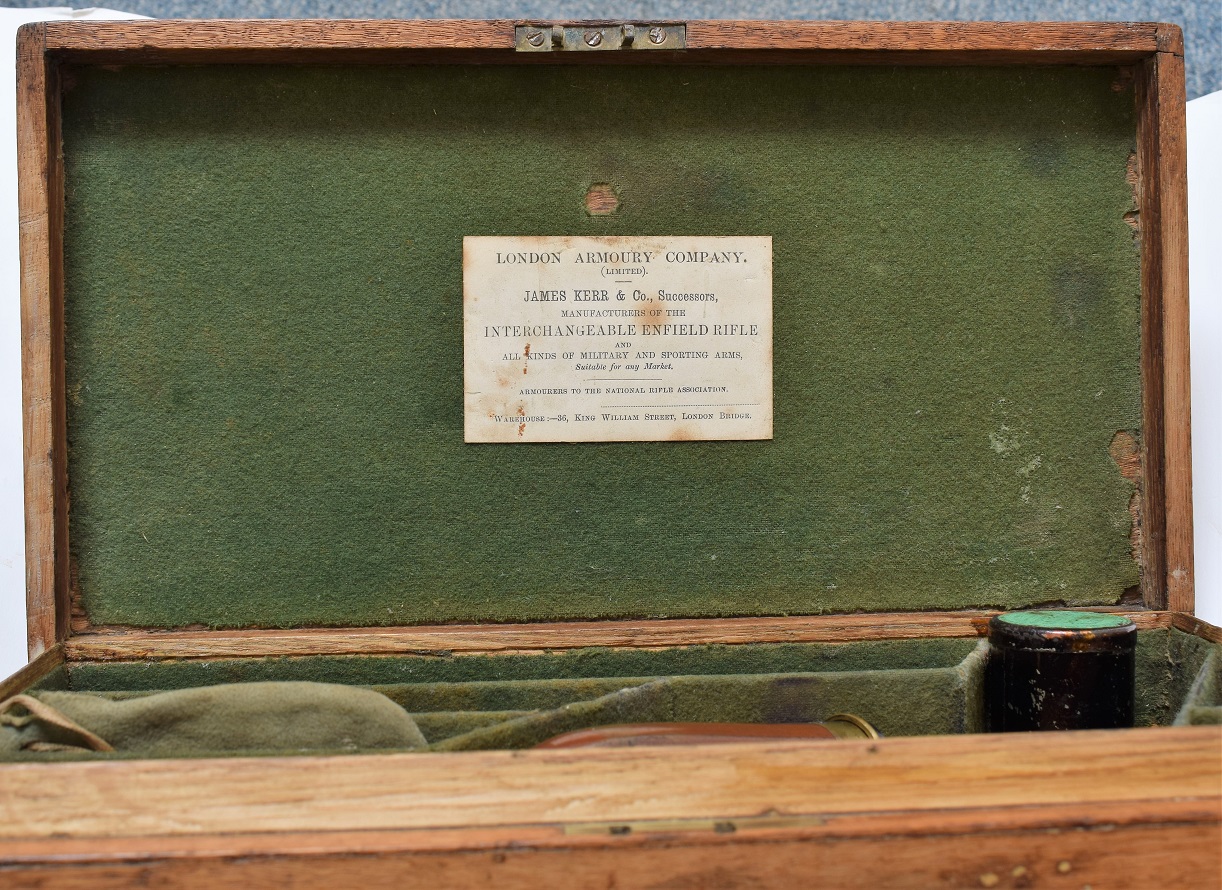 LONDON ARMOURY COMPANY.
(LIMITED).
JAMES KERR & Co., Successors,
MANUFACTURERS OF THE
INTERCHANGEABLE ENFIELD RIFLE
AND
ALL KINDS OF MILITARY AND SPORTING ARMS,
Suitable for any Market.
ARMOURERS TO THE NATIONAL RIFLE ASSOCIATION.
WAREHOUSE:—36, KING WILLIAM STREET, LONDON BRIDGE.